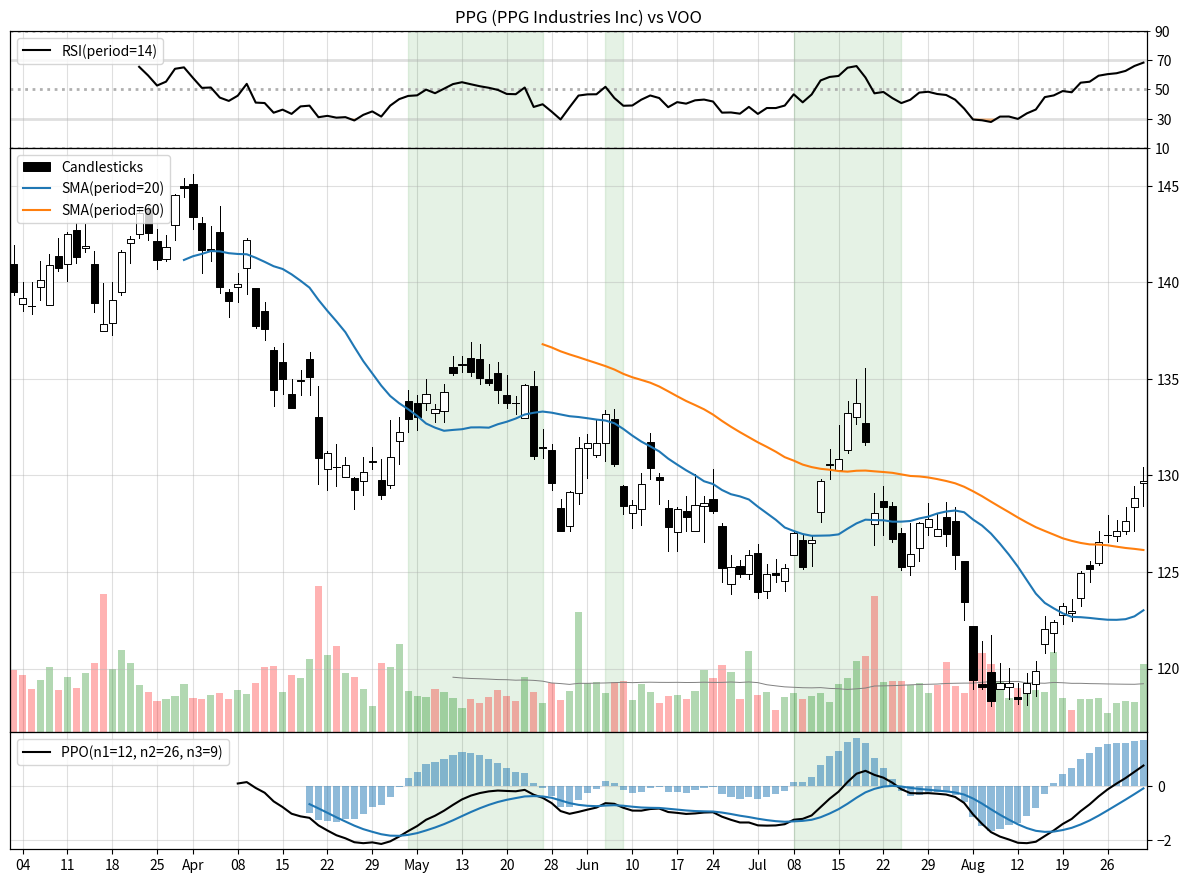 PPG (PPG Industries Inc) vs VOO
RSI(period=14)
90
70
50
30
10
Candlesticks
SMA(period=20)
SMA(period=60)
145
140
135
130
125
120
PPO(n1=12, n2=26, n3=9)
0
−2
04 11 18 25 Apr 08 15 22 29 May 13 20 28 Jun 10 17 24 Jul 08 15 22 29 Aug 12 19 26